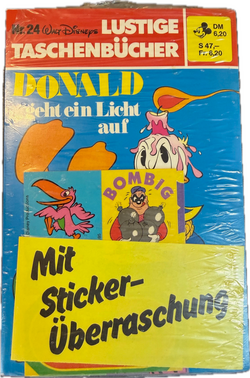 Nr. 24 Walt Disneys LUSTIGE
TASCHENBÜCHER
DM
6,20
S 47,-
Fr. 6,20
DONALD
geht ein Licht
auf
BOMBIG
Mit
Sticker-
Überraschung